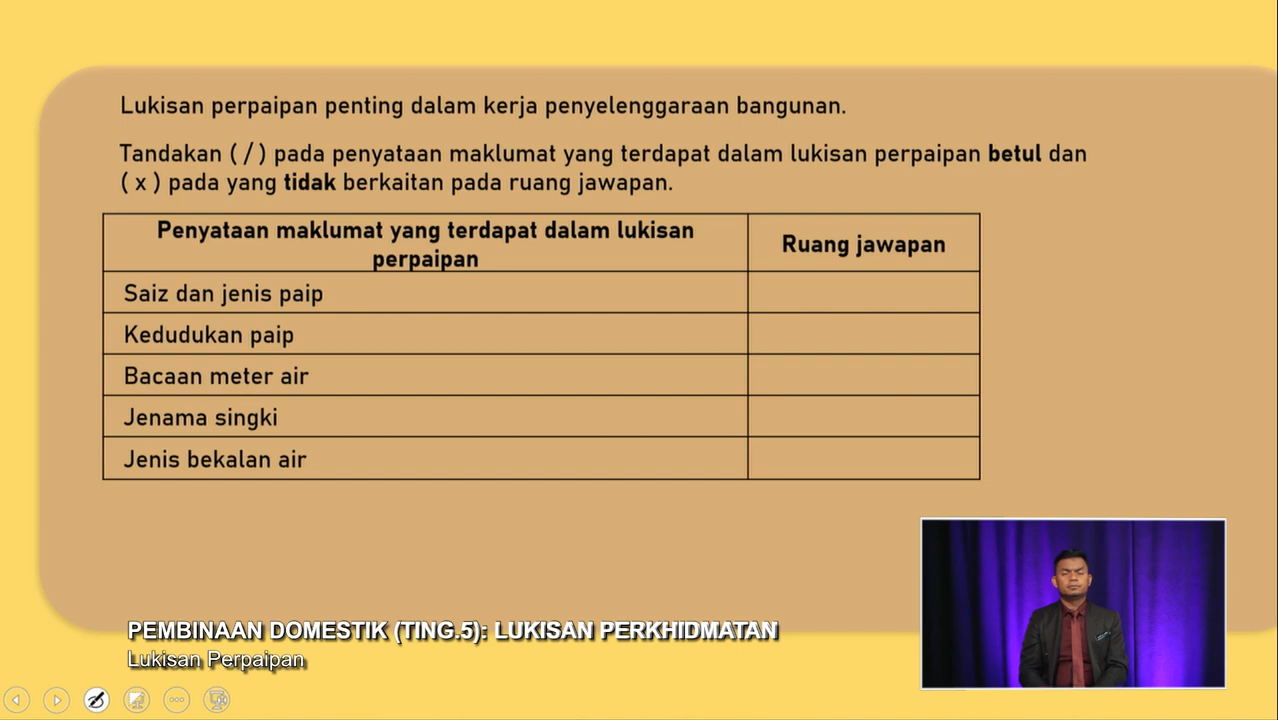 Lukisan perpaipan penting dalam kerja penyelenggaraan bangunan.
Tandakan ( / ) pada penyataan maklumat yang terdapat dalam lukisan perpaipan betul dan
( x ) pada yang tidak berkaitan pada ruang jawapan.
Penyataan maklumat yang terdapat dalam lukisan
perpaipan
Ruang jawapan
Saiz dan jenis paip
Kedudukan paip
Bacaan meter air
Jenama singki
Jenis bekalan air
PEMBINAAN DOMESTIK (TING.5): LUKISAN PERKHIDMATAN
Lukisan Perpaipan